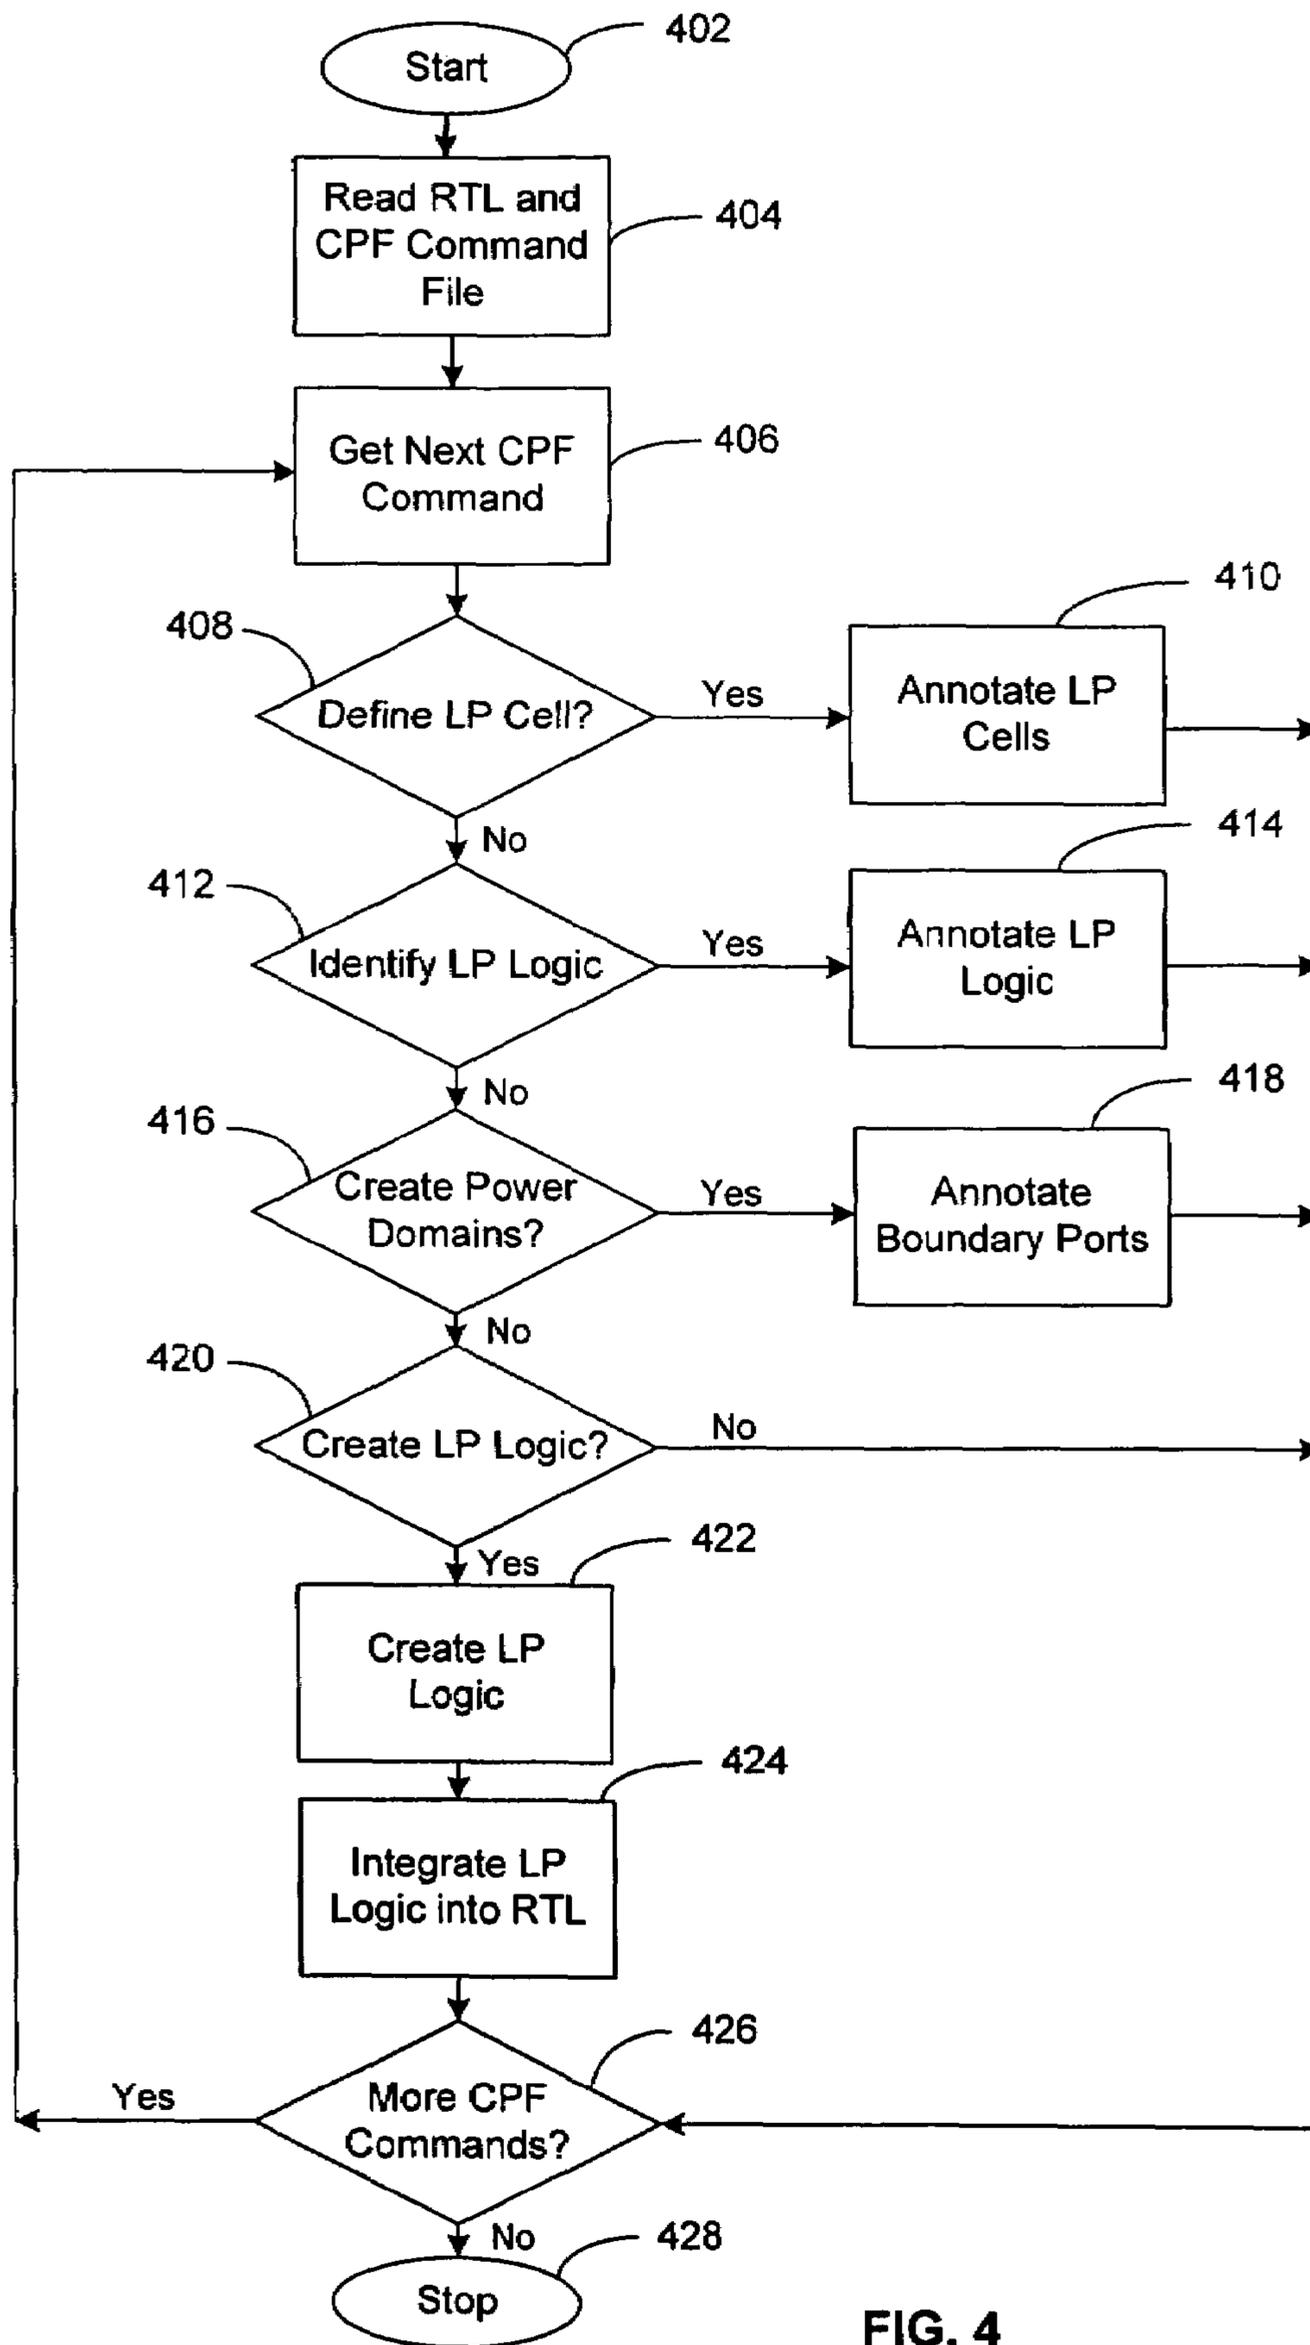 402
Start
Read RTL and
CPF Command
File
404
Get Next CPF
Command
406
408
Define LP Cell?
Yes
410
Annotate LP
Cells
No
412
Identify LP Logic
Yes
414
Annotate LP
Logic
No
416
Create Power
Domains?
Yes
418
Annotate
Boundary Ports
No
420
Create LP Logic?
No
Yes
422
Create LP
Logic
424
Integrate LP
Logic into RTL
426
More CPF
Commands?
Yes
No
428
Stop
FIG. 4